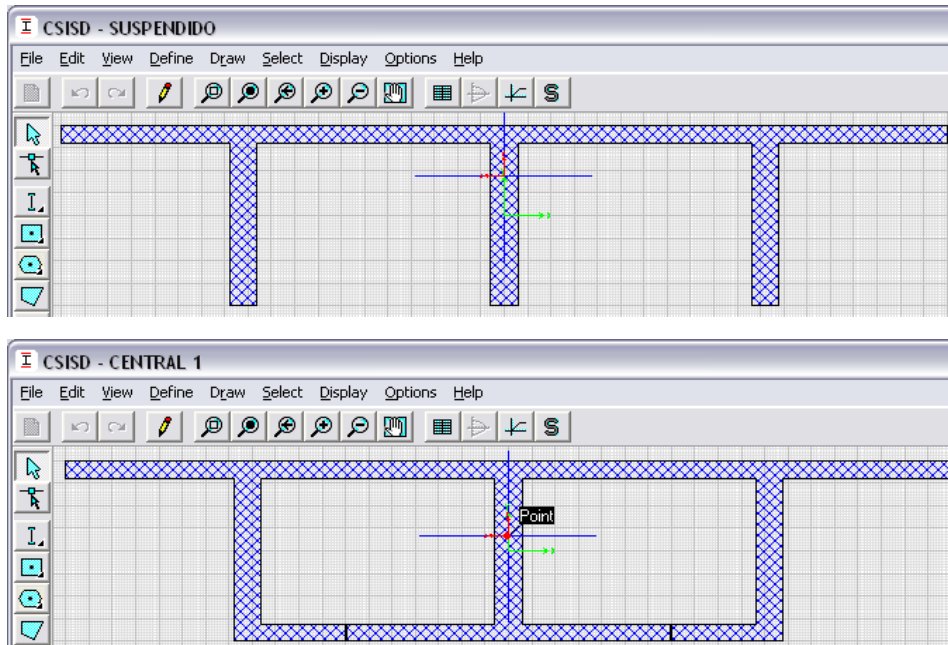 CSISD - SUSPENDIDO
File Edit View Define Draw Select Display Options Help
S
CSISD - CENTRAL 1
File Edit View Define Draw Select Display Options Help
S
Point